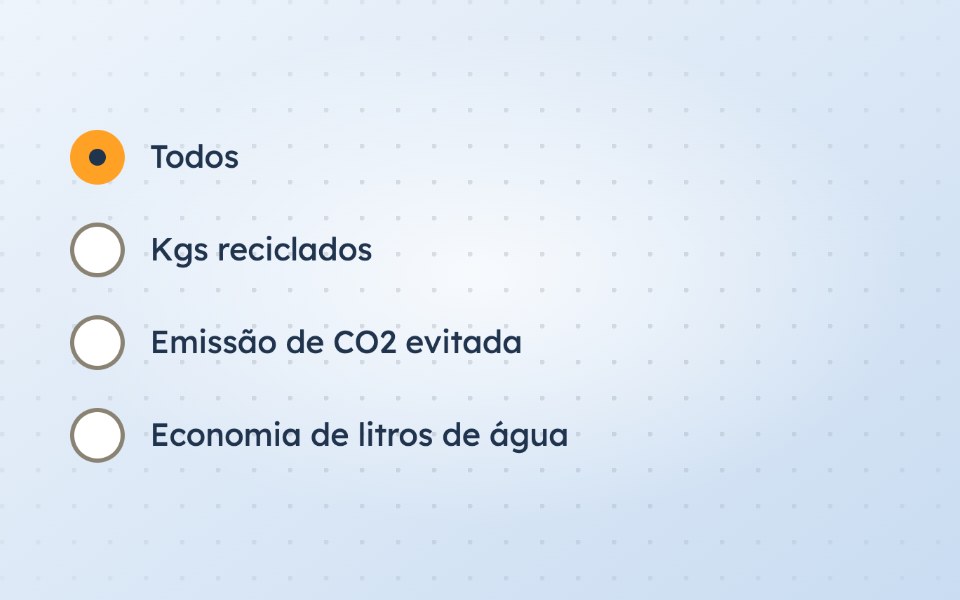 Todos
Kgs reciclados
Emissão de CO2 evitada
Economia de litros de água